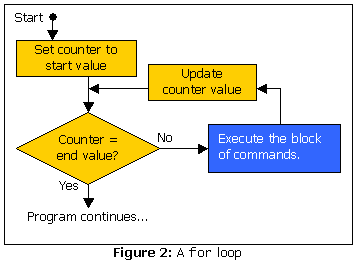 Start
Set counter to
start value
Update
counter value
Counter =
end value?
No
Execute the block
of commands.
Yes
Program continues...
Figure 2: A for loop